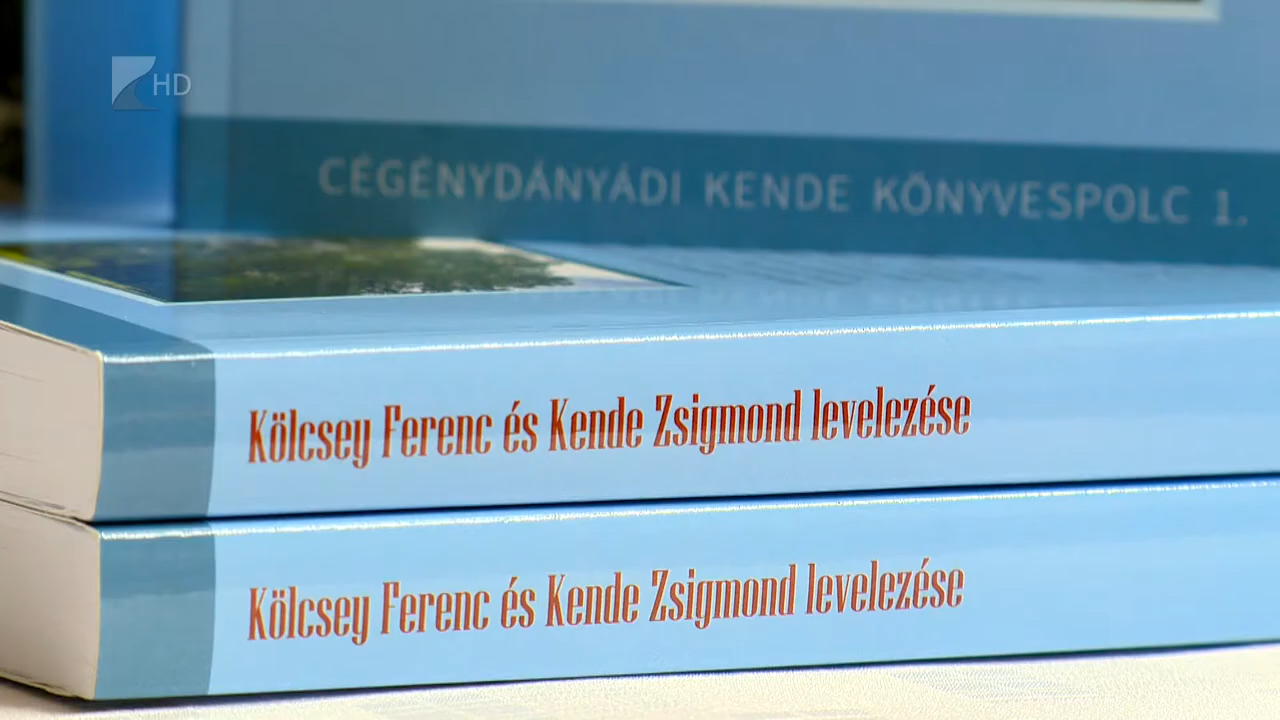 HD
CÉGÉNYDÁNYÁDI KENDE KÖNYVESPOLC 1.
Kölcsey Ferenc és Kende Zsigmond levelezése
Kölcsey Ferenc és Kende Zsigmond levelezése